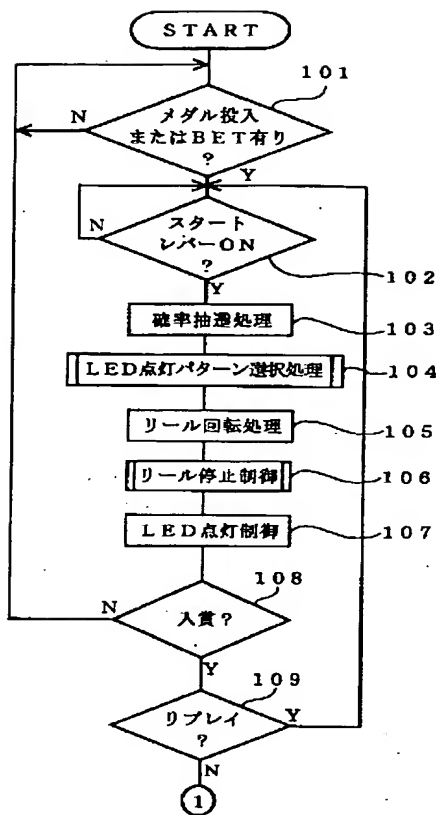 START
101
N
メダル投入
またはBET有り
?
Y
N
スタート
レバーON
?
102
Y
確率抽選処理
103
LED点灯パターン選択処理
104
リール回転処理
105
リール停止制御
106
LED点灯制御
107
108
N
入賞?
Y
109
リプレイ
?
Y
N
1